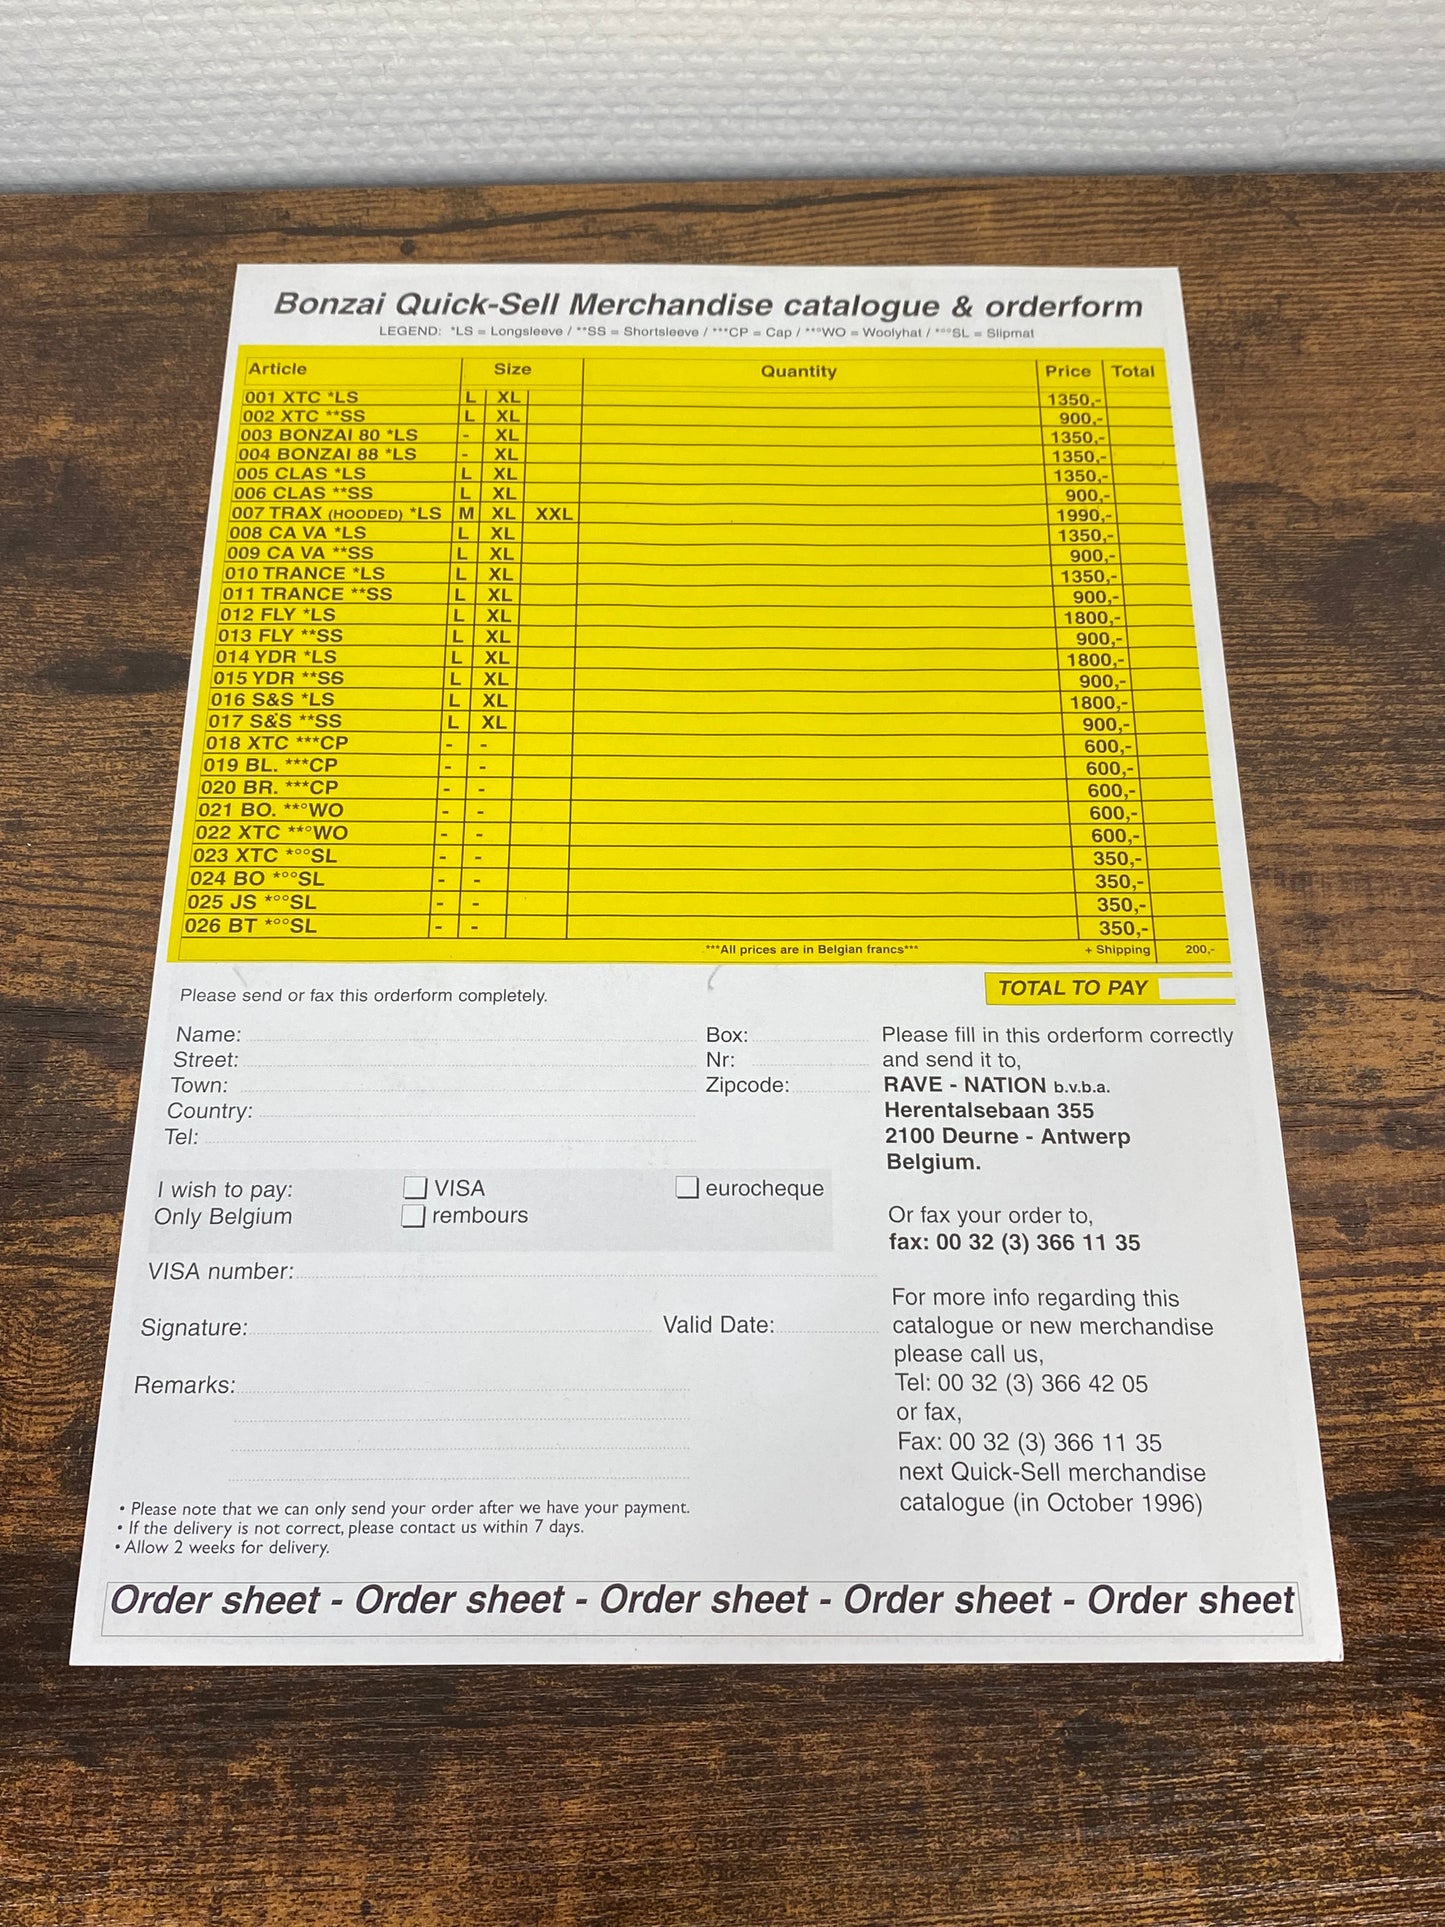 Bonzai Quick-Sell Merchandise catalogue & orderform
LEGEND: *LS = Longsleeve / **SS = Shortsleeve / ***CP = Cap / **°WO = Woolyhat / *°°SL = Slipmat
Article Size Quantity Price Total
001 XTC *LS L XL 1350,-
002 XTC **SS L XL 900,-
003 BONZAI 80 *LS - XL 1350,-
004 BONZAI 88 *LS - XL 1350,-
005 CLAS *LS L XL 1350,-
006 CLAS **SS L XL 900,-
007 TRAX (HOODED) *LS M XL XXL 1990,-
008 CA VA *LS L XL 1350,-
009 CA VA **SS L XL 900,-
010 TRANCE *LS L XL 1350,-
011 TRANCE **SS L XL 900,-
012 FLY *LS L XL 1800,-
013 FLY **SS L XL 900,-
014 YDR *LS L XL 1800,-
015 YDR **SS L XL 900,-
016 S&S *LS L XL 1800,-
017 S&S **SS L XL 900,-
018 XTC ***CP - - 600,-
019 BL. ***CP - - 600,-
020 BR. ***CP - - 600,-
021 BO. **°WO - - 600,-
022 XTC **°WO - - 600,-
023 XTC *°°SL - - 350,-
024 BO *°°SL - - 350,-
025 JS *°°SL - - 350,-
026 BT *°°SL - - 350,-
***All prices are in Belgian francs*** + Shipping 200,-
TOTAL TO PAY
Please send or fax this orderform completely.
Name: Box:
Street: Nr:
Town: Zipcode:
Country:
Tel:
I wish to pay: VISA eurocheque
Only Belgium rembours
VISA number:
Signature: Valid Date:
Remarks:
• Please note that we can only send your order after we have your payment.
• If the delivery is not correct, please contact us within 7 days.
• Allow 2 weeks for delivery.
Please fill in this orderform correctly
and send it to,
RAVE - NATION b.v.b.a.
Herentalsebaan 355
2100 Deurne - Antwerp
Belgium.
Or fax your order to,
fax: 00 32 (3) 366 11 35
For more info regarding this
catalogue or new merchandise
please call us,
Tel: 00 32 (3) 366 42 05
or fax,
Fax: 00 32 (3) 366 11 35
next Quick-Sell merchandise
catalogue (in October 1996)
Order sheet - Order sheet - Order sheet - Order sheet - Order sheet